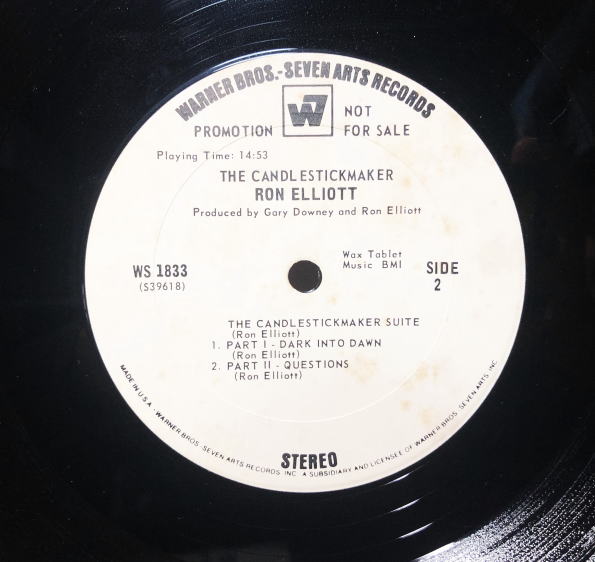 WARNER BROS.-SEVEN ARTS RECORDS
W7
PROMOTION
NOT
FOR SALE
Playing Time: 14:53
THE CANDLESTICKMAKER
RON ELLIOTT
Produced by Gary Downey and Ron Elliott
Wax Tablet
Music BMI
WS 1833
(S39618)
SIDE
2
THE CANDLESTICKMAKER SUITE
(Ron Elliott)
1. PART I - DARK INTO DAWN
(Ron Elliott)
2. PART II - QUESTIONS
(Ron Elliott)
STEREO
MADE IN U.S.A. · WARNER BROS.-SEVEN ARTS RECORDS, INC. A SUBSIDIARY AND LICENSEE OF WARNER BROS.-SEVEN ARTS, INC.